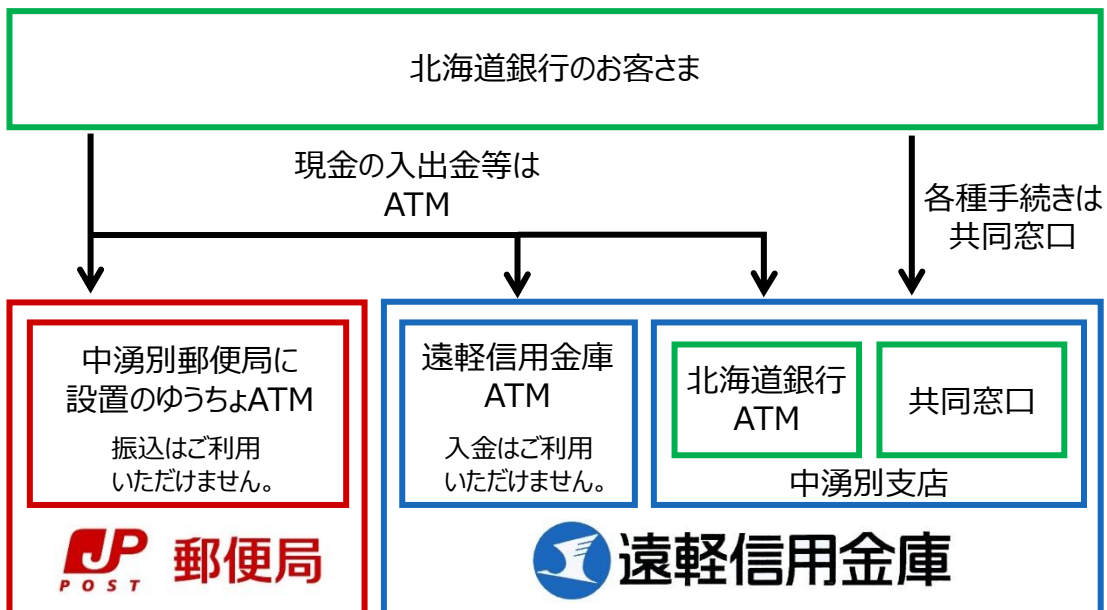 北海道銀行のお客さま
現金の入出金等は
ATM
各種手続きは
共同窓口
中湧別郵便局に
設置のゆうちょATM
振込はご利用
いただけません。
遠軽信用金庫
ATM
入金はご利用
いただけません。
北海道銀行
ATM
共同窓口
中湧別支店
JP
POST
郵便局
遠軽信用金庫